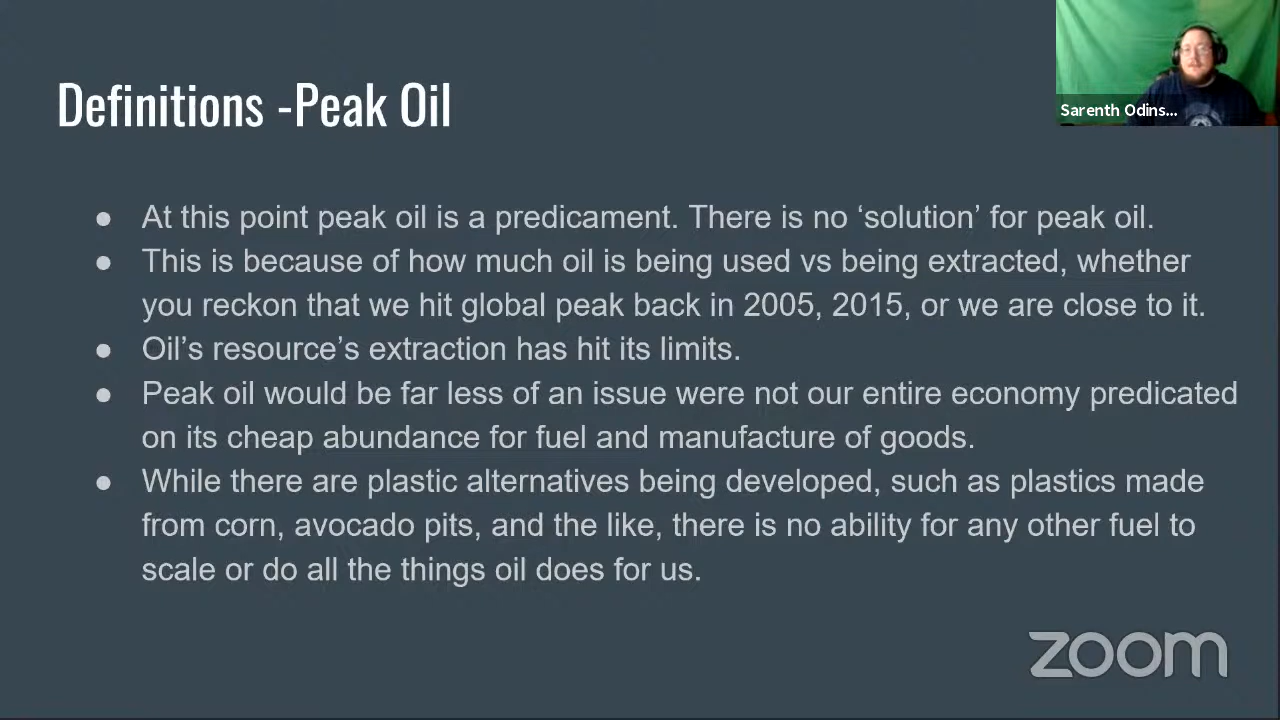 Definitions -Peak Oil
Sarenth Odins...
● At this point peak oil is a predicament. There is no ‘solution’ for peak oil.
● This is because of how much oil is being used vs being extracted, whether
you reckon that we hit global peak back in 2005, 2015, or we are close to it.
● Oil’s resource’s extraction has hit its limits.
● Peak oil would be far less of an issue were not our entire economy predicated
on its cheap abundance for fuel and manufacture of goods.
● While there are plastic alternatives being developed, such as plastics made
from corn, avocado pits, and the like, there is no ability for any other fuel to
scale or do all the things oil does for us.
zoom